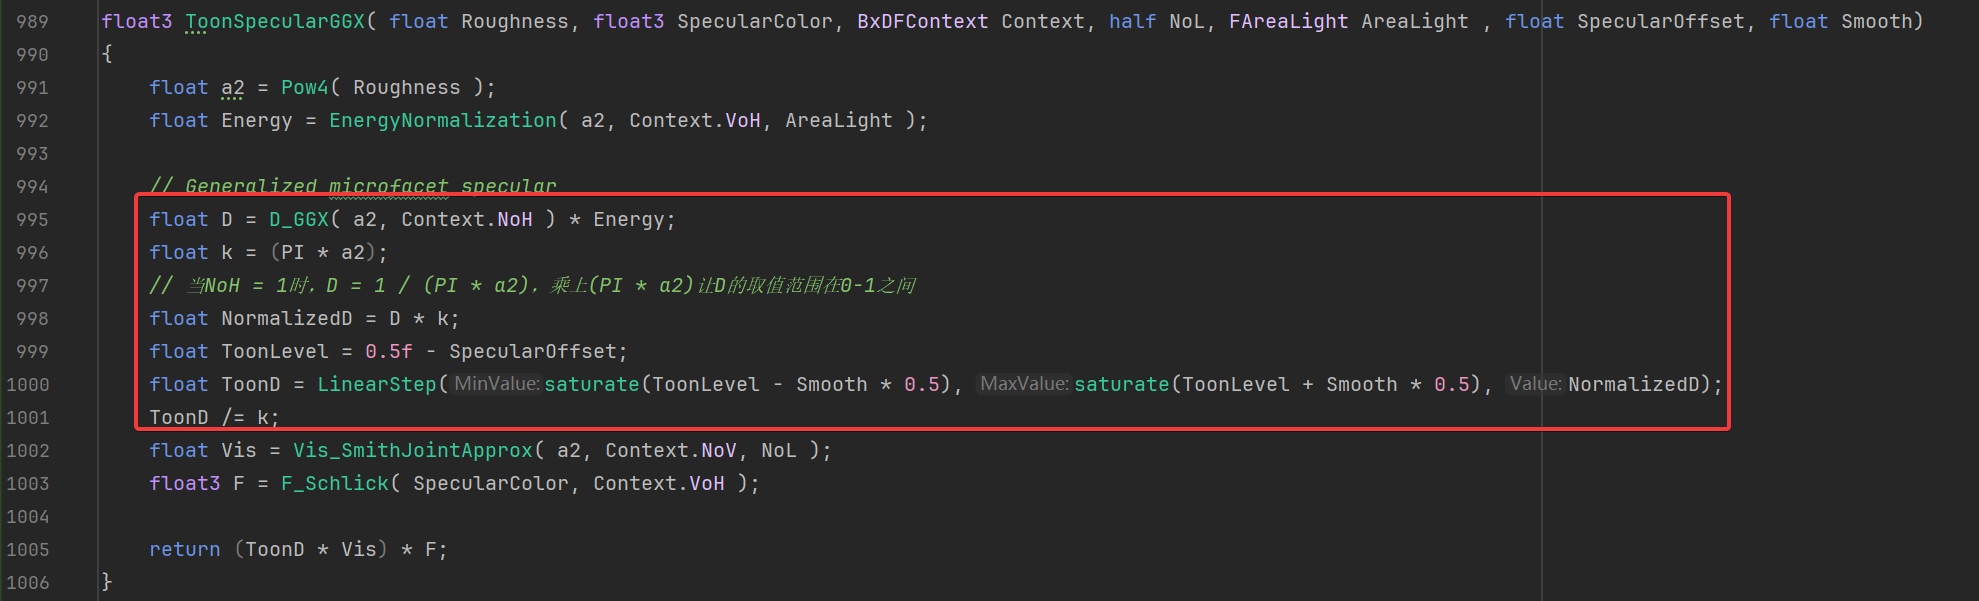 989 float3 ToonSpecularGGX( float Roughness, float3 SpecularColor, BxDFContext Context, half NoL, FAreaLight AreaLight , float SpecularOffset, float Smooth)
990 {
991 float a2 = Pow4( Roughness );
992 float Energy = EnergyNormalization( a2, Context.VoH, AreaLight );
993
994 // Generalized microfacet specular
995 float D = D_GGX( a2, Context.NoH ) * Energy;
996 float k = (PI * a2);
997 // 当NoH = 1时，D = 1 / (PI * a2)，乘上(PI * a2)让D的取值范围在0-1之间
998 float NormalizedD = D * k;
999 float ToonLevel = 0.5f - SpecularOffset;
1000 float ToonD = LinearStep( MinValue: saturate(ToonLevel - Smooth * 0.5), MaxValue: saturate(ToonLevel + Smooth * 0.5), Value: NormalizedD);
1001 ToonD /= k;
1002 float Vis = Vis_SmithJointApprox( a2, Context.NoV, NoL );
1003 float3 F = F_Schlick( SpecularColor, Context.VoH );
1004
1005 return (ToonD * Vis) * F;
1006 }